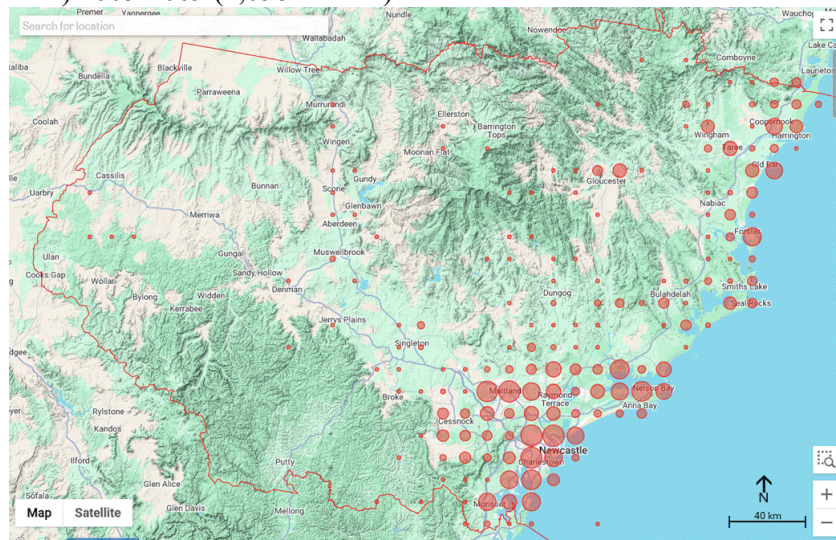 Premer
Yannergee
Nundle
Wauchop
Search for location
Wallabadah
Nowendoc
Lake Ca
Comboyne
Laurieton
aliba
Blackville
Willow Tree
Bundella
Parraweena
Murrurundi
Coolah
Ellerston
Barrington
Tops
Coopernook
Harrington
Wingham
Wingen
Moonan Flat
Taree
Old Bar
Cassilis
Gundy
Scone
Gloucester
Uarbry
Bunnan
Glenbawn
Nabiac
Merriwa
Aberdeen
Forster
Ulan
Gungal
Muswellbrook
Cooks Gap
Wollar
Sandy Hollow
Denman
Smiths Lake
Bylong
Widden
Dungog
Bulahdelah
Seal Rocks
Kerrabee
Jerrys Plains
Singleton
dgee
Maitland
Raymond
Terrace
Nelson Bay
Broke
Anna Bay
Rylstone
Cessnock
Kandos
Newcastle
Charlestown
Ilford
Putty
Glen Alice
Sofala
Glen Davis
Mellong
Morisset
N
40 km
Map Satellite
+
−